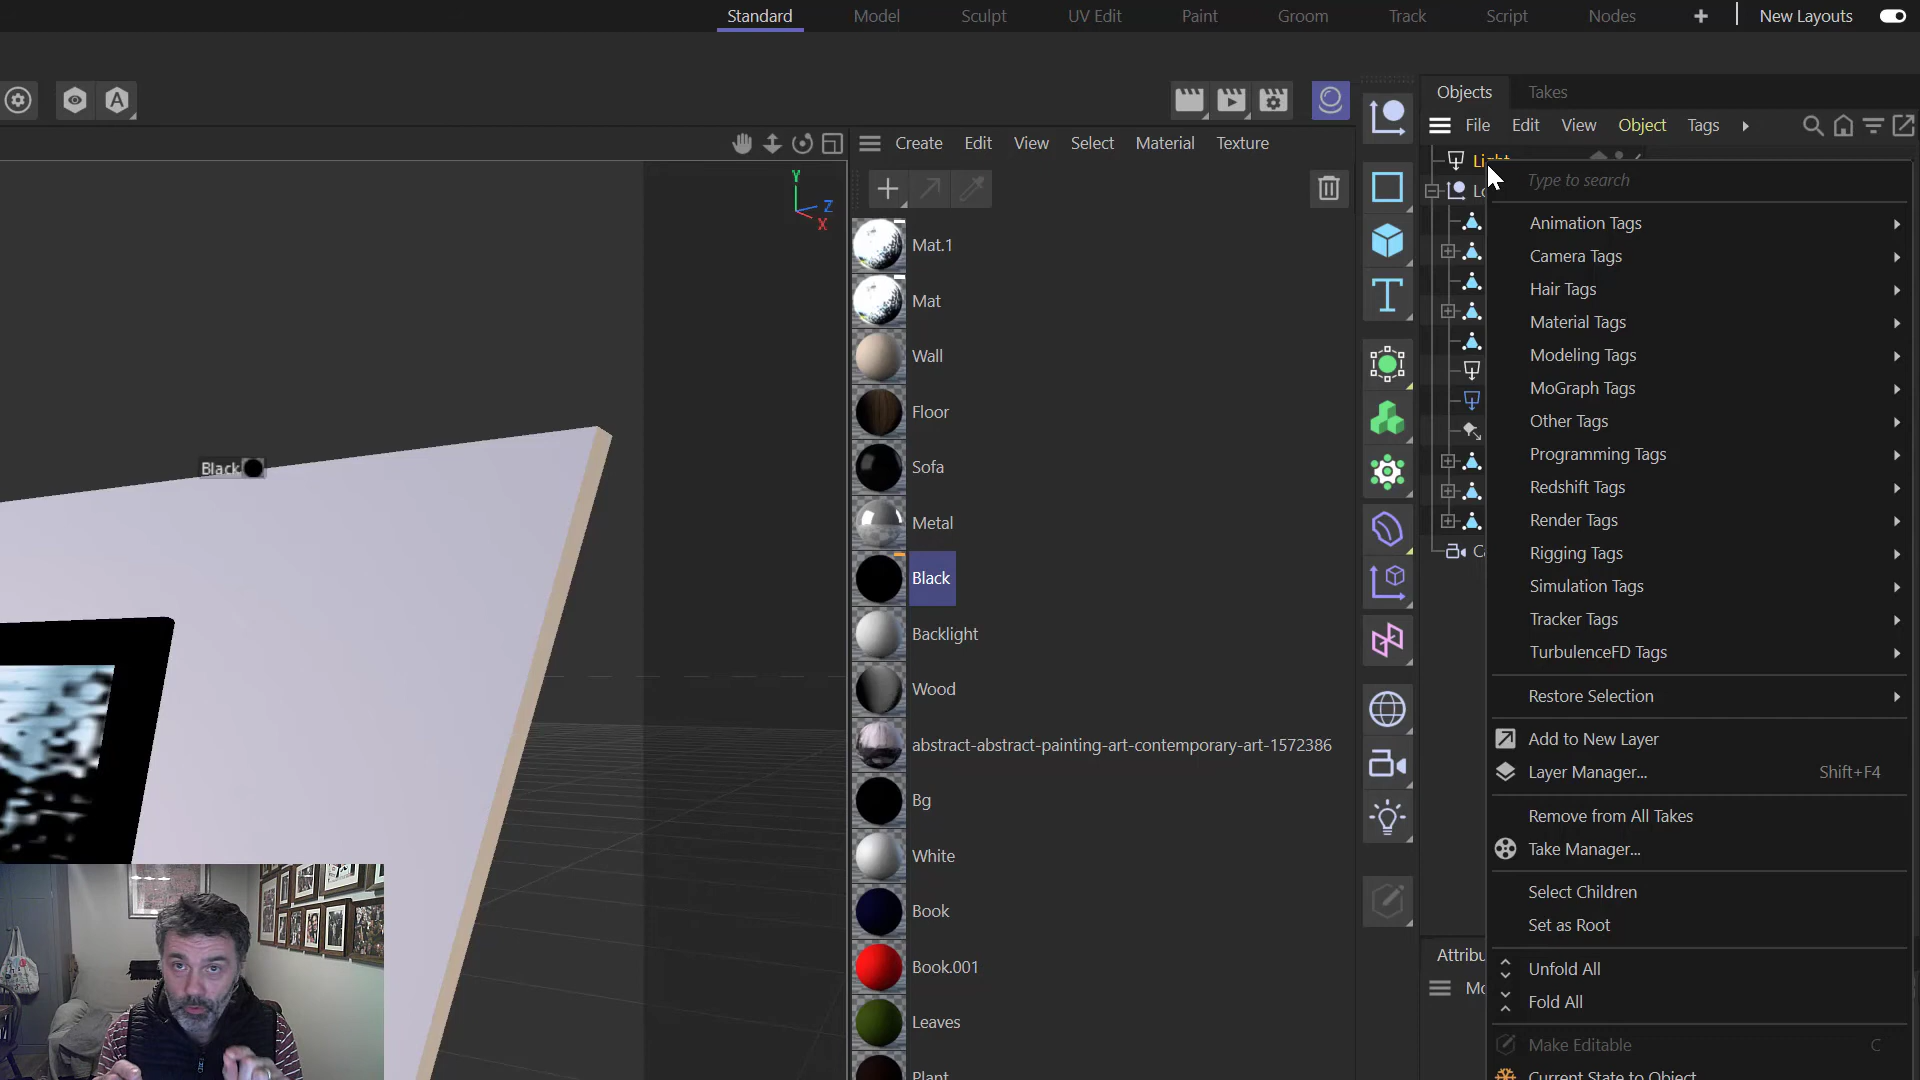 Standard Model Sculpt UV Edit Paint Groom Track Script Nodes New Layouts
Objects Takes
File Edit View Object Tags
Create Edit View Select Material Texture
Type to search
Animation Tags
Camera Tags
Hair Tags
Material Tags
Modeling Tags
MoGraph Tags
Other Tags
Programming Tags
Redshift Tags
Render Tags
Rigging Tags
Simulation Tags
Tracker Tags
TurbulenceFD Tags
Restore Selection
Add to New Layer
Layer Manager... Shift+F4
Remove from All Takes
Take Manager...
Select Children
Set as Root
Unfold All
Fold All
Make Editable C
Current State to Object
Mat.1
Mat
Wall
Floor
Sofa
Metal
Black
Backlight
Wood
abstract-abstract-painting-art-contemporary-art-1572386
Bg
White
Book
Book.001
Leaves
Plant
Y
Z
X
Black